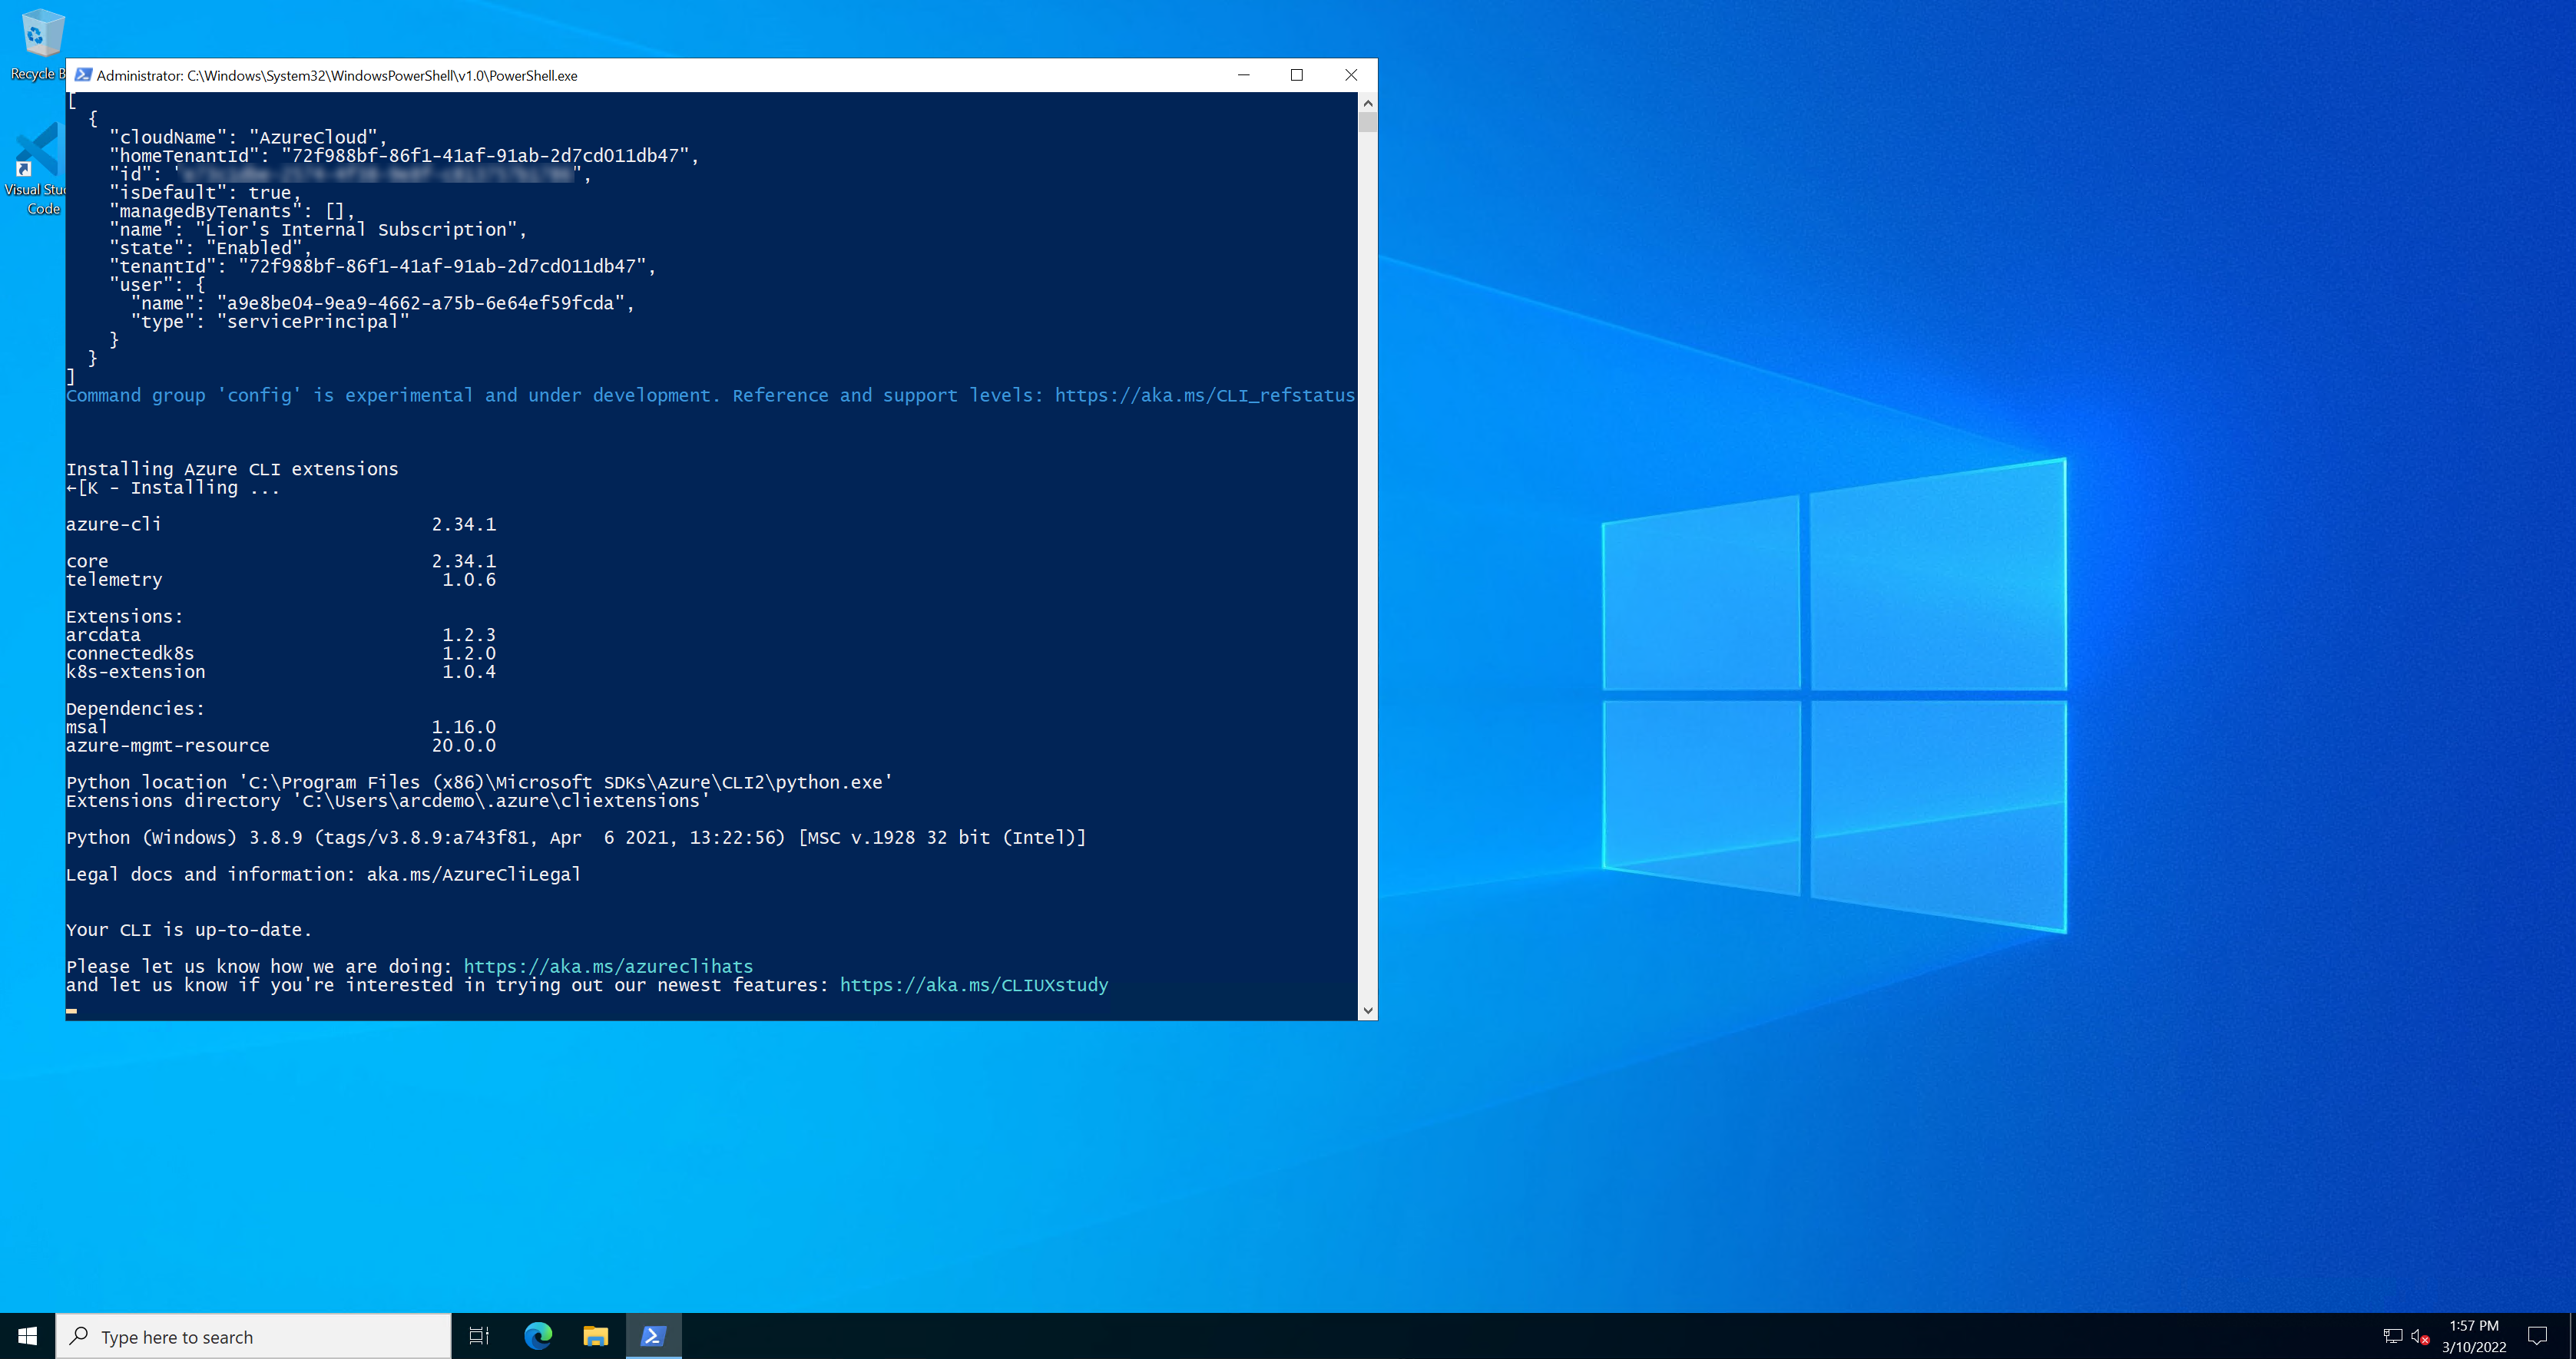 Recycle B
Visual Stu
Code
Administrator: C:\Windows\System32\WindowsPowerShell\v1.0\PowerShell.exe
[
{
"cloudName": "AzureCloud",
"homeTenantId": "72f988bf-86f1-41af-91ab-2d7cd011db47",
"id": ' ",
"isDefault": true,
"managedByTenants": [],
"name": "Lior's Internal Subscription",
"state": "Enabled",
"tenantId": "72f988bf-86f1-41af-91ab-2d7cd011db47",
"user": {
"name": "a9e8be04-9ea9-4662-a75b-6e64ef59fcda",
"type": "servicePrincipal"
}
}
]
Command group 'config' is experimental and under development. Reference and support levels: https://aka.ms/CLI_refstatus
Installing Azure CLI extensions
←[K - Installing ...
azure-cli 2.34.1
core 2.34.1
telemetry 1.0.6
Extensions:
arcdata 1.2.3
connectedk8s 1.2.0
k8s-extension 1.0.4
Dependencies:
msal 1.16.0
azure-mgmt-resource 20.0.0
Python location 'C:\Program Files (x86)\Microsoft SDKs\Azure\CLI2\python.exe'
Extensions directory 'C:\Users\arcdemo\.azure\cliextensions'
Python (Windows) 3.8.9 (tags/v3.8.9:a743f81, Apr  6 2021, 13:22:56) [MSC v.1928 32 bit (Intel)]
Legal docs and information: aka.ms/AzureCliLegal
Your CLI is up-to-date.
Please let us know how we are doing: https://aka.ms/azureclihats
and let us know if you're interested in trying out our newest features: https://aka.ms/CLIUXstudy
Type here to search
1:57 PM
3/10/2022